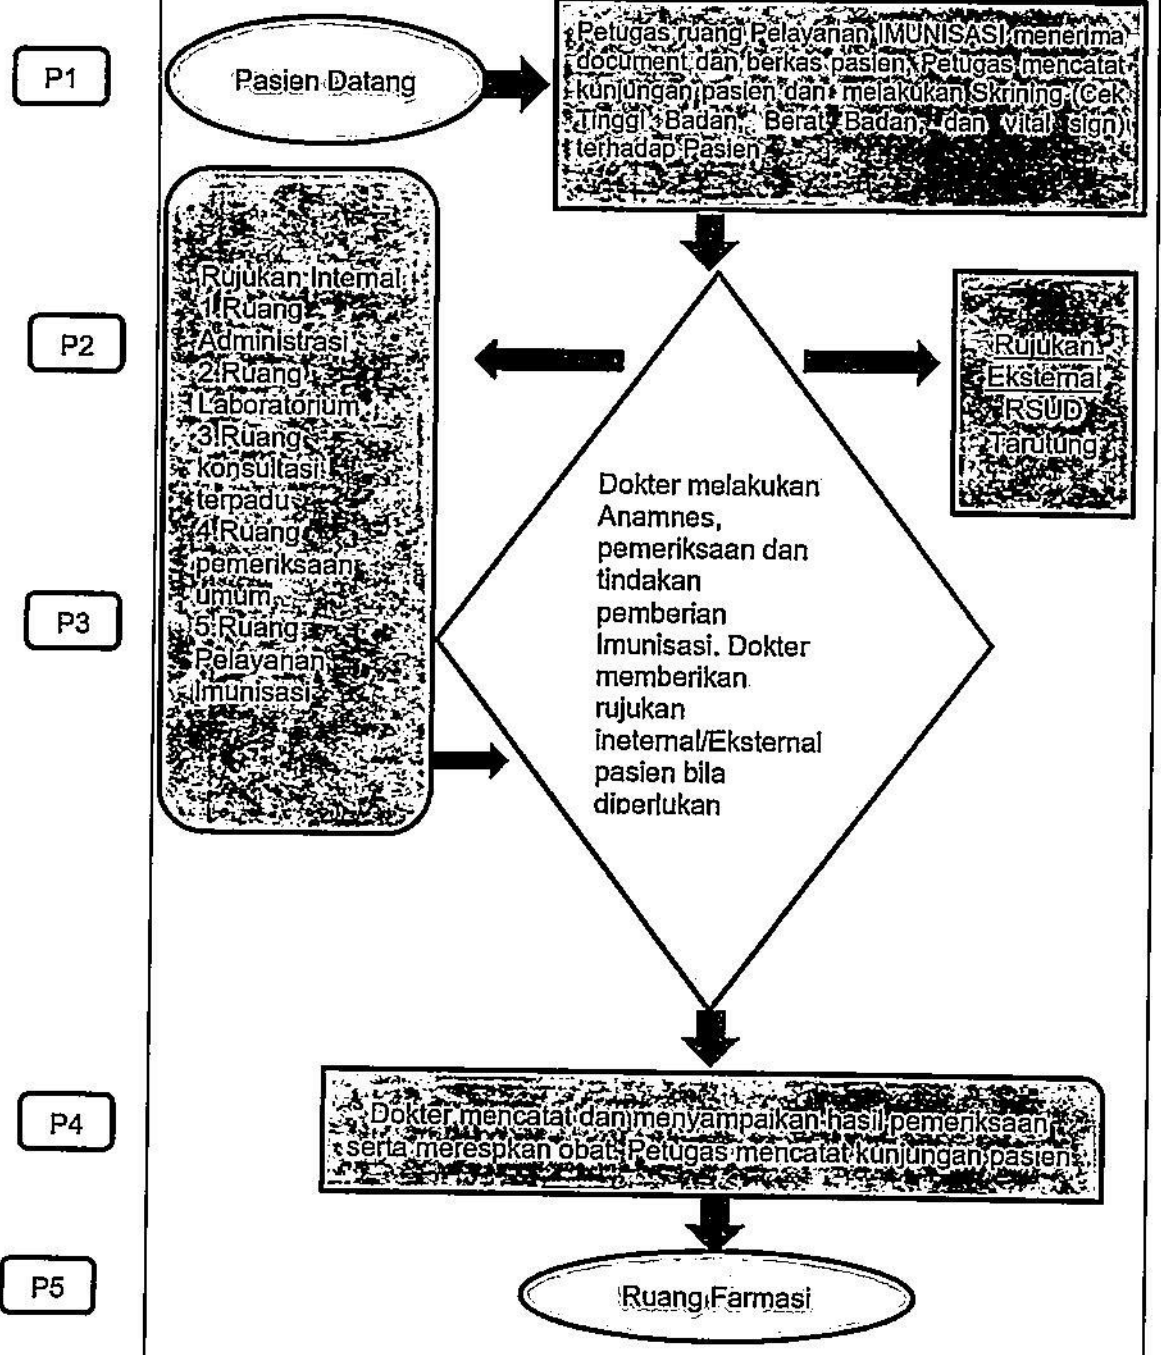 P1
Pasien Datang
Petugas ruang Pelayanan IMUNISASI menerima
document dan berkas pasien, Petugas mencatat
kunjungan pasien dan melakukan Skrining (Cek
Tinggi Badan, Berat Badan, dan vital sign)
terhadap Pasien
P2
Rujukan Internal
1.Ruang
Administrasi
2.Ruang
Laboratorium
3.Ruang
konsultasi
terpadu
4.Ruang
pemeriksaan
umum
5.Ruang
Pelayanan
Imunisasi
Rujukan
Eksternal
RSUD
Tarutung
P3
Dokter melakukan
Anamnes,
pemeriksaan dan
tindakan
pemberian
Imunisasi. Dokter
memberikan
rujukan
ineternal/Eksternal
pasien bila
diperlukan
P4
Dokter mencatat dan menyampaikan hasil pemeriksaan
serta merespkan obat. Petugas mencatat kunjungan pasien
P5
Ruang Farmasi